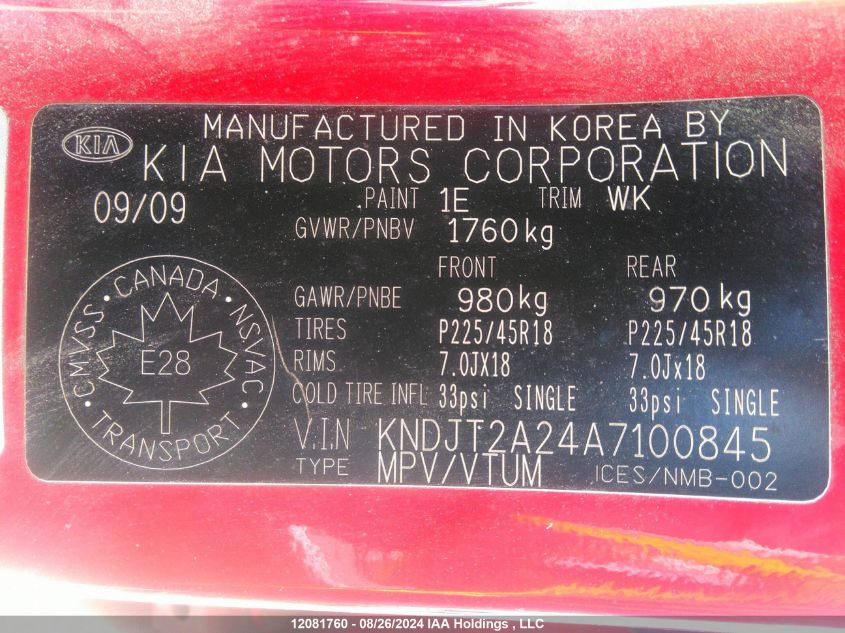 KIA
MANUFACTURED IN KOREA BY
KIA MOTORS CORPORATION
09/09 PAINT 1E TRIM WK
GVWR/PNBV 1760kg
FRONT REAR
GAWR/PNBE 980kg 970kg
TIRES P225/45R18 P225/45R18
RIMS 7.0JX18 7.0Jx18
COLD TIRE INFL 33psi SINGLE 33psi SINGLE
V.I.N KNDJT2A24A7100845
TYPE MPV/VTUM ICES/NMB-002
CMVSS • CANADA • NSVAC • TRANSPORT •
E28
12081760 - 08/26/2024 IAA Holdings , LLC